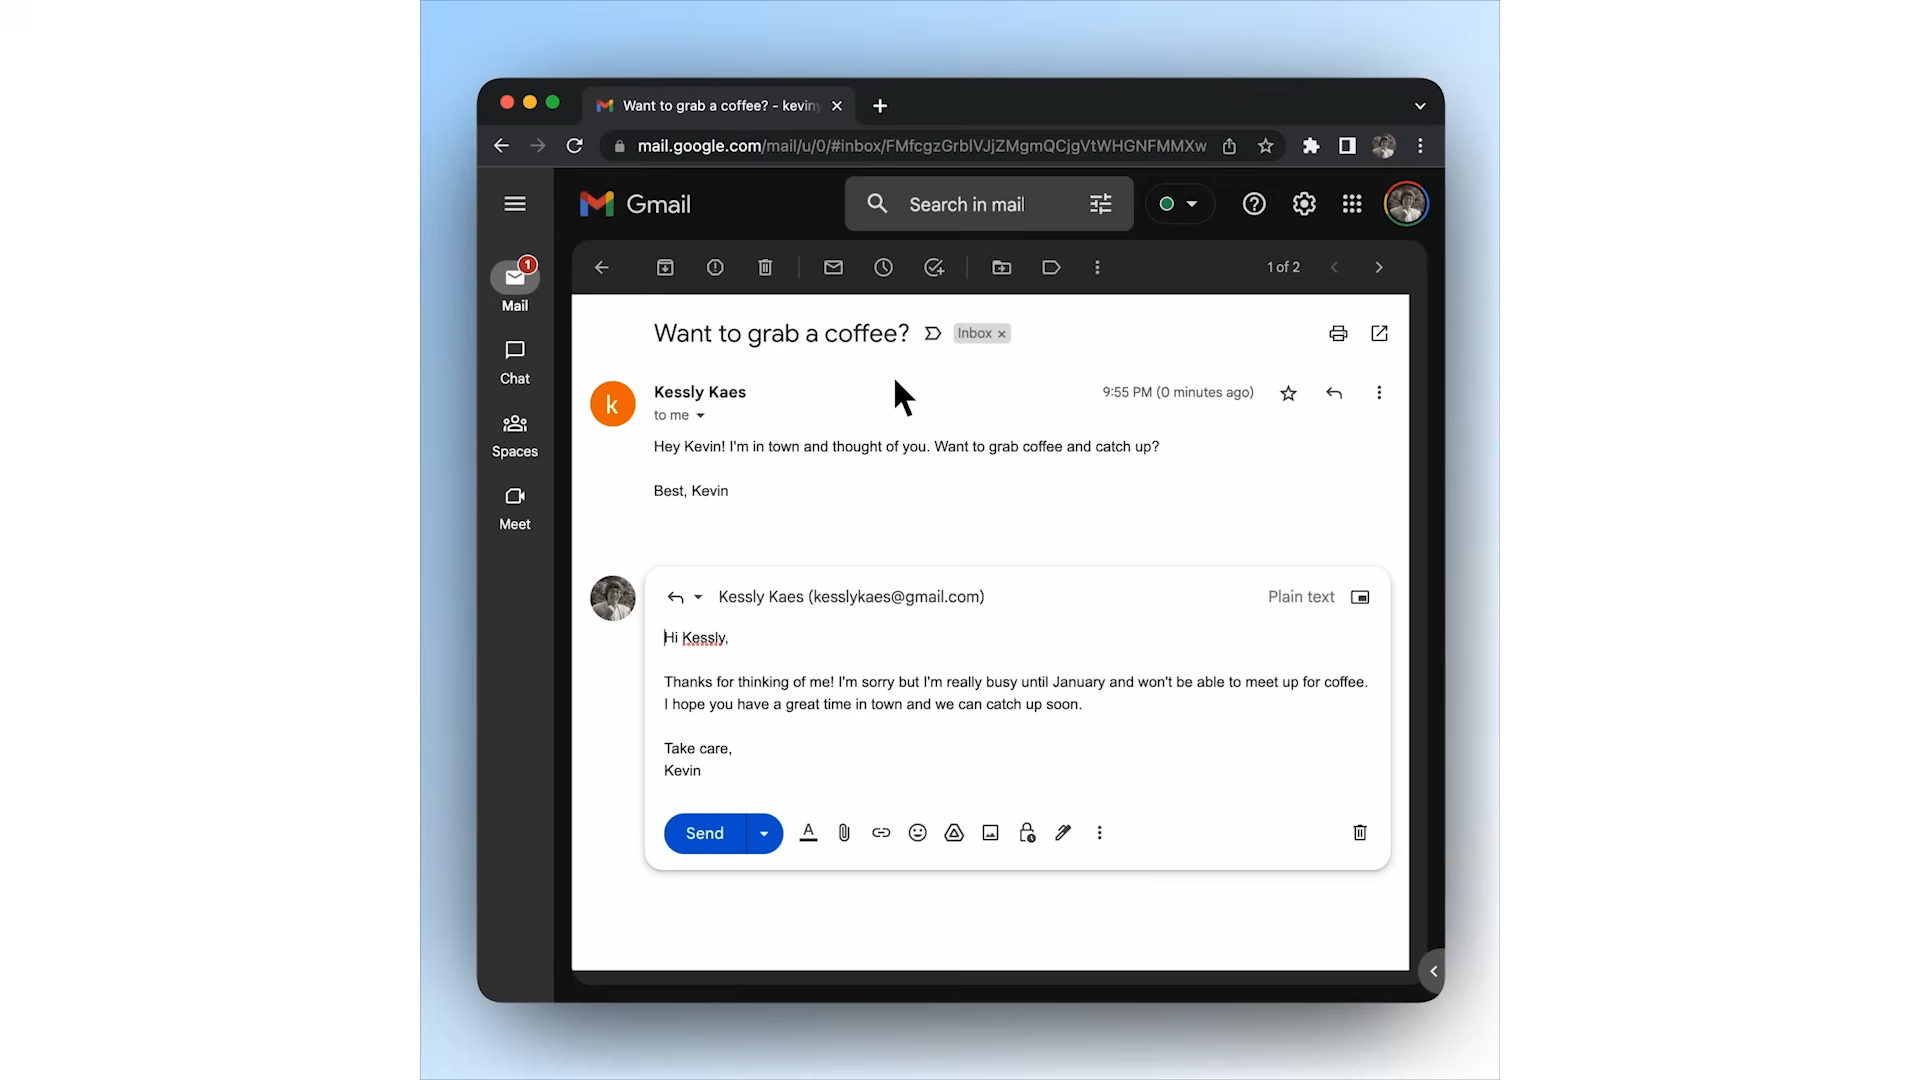 Want to grab a coffee? - keviny
mail.google.com/mail/u/0/#inbox/FMfcgzGrblVJjZMgmQCjgVtWHGNFMMXw
Gmail
Search in mail
1
Mail
Chat
Spaces
Meet
1 of 2
Want to grab a coffee?
Inbox ×
k
Kessly Kaes
9:55 PM (0 minutes ago)
to me
Hey Kevin! I'm in town and thought of you. Want to grab coffee and catch up?
Best, Kevin
Kessly Kaes (kesslykaes@gmail.com)
Plain text
Hi Kessly,
Thanks for thinking of me! I'm sorry but I'm really busy until January and won't be able to meet up for coffee.
I hope you have a great time in town and we can catch up soon.
Take care,
Kevin
Send